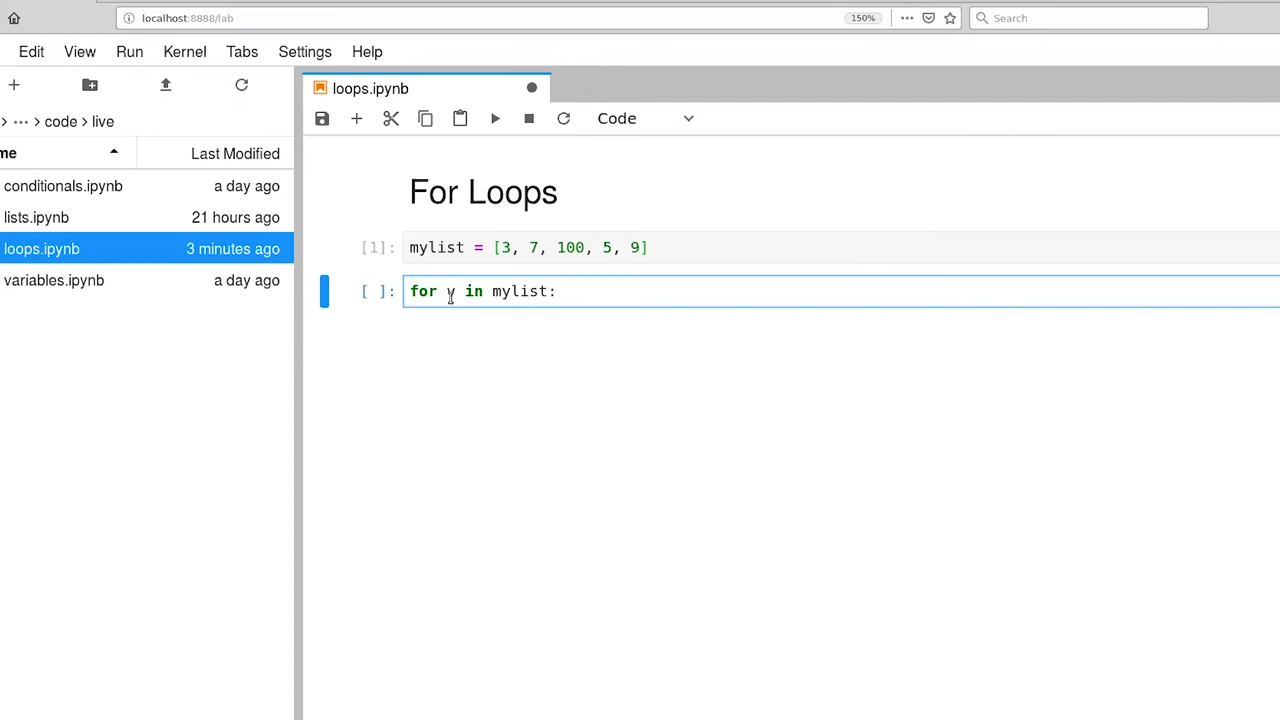 localhost:8888/lab
150%
Search
Edit View Run Kernel Tabs Settings Help
loops.ipynb
Code
code live
me Last Modified
conditionals.ipynb a day ago
lists.ipynb 21 hours ago
loops.ipynb 3 minutes ago
variables.ipynb a day ago
For Loops
[1]: mylist = [3, 7, 100, 5, 9]
[ ]: for v in mylist: